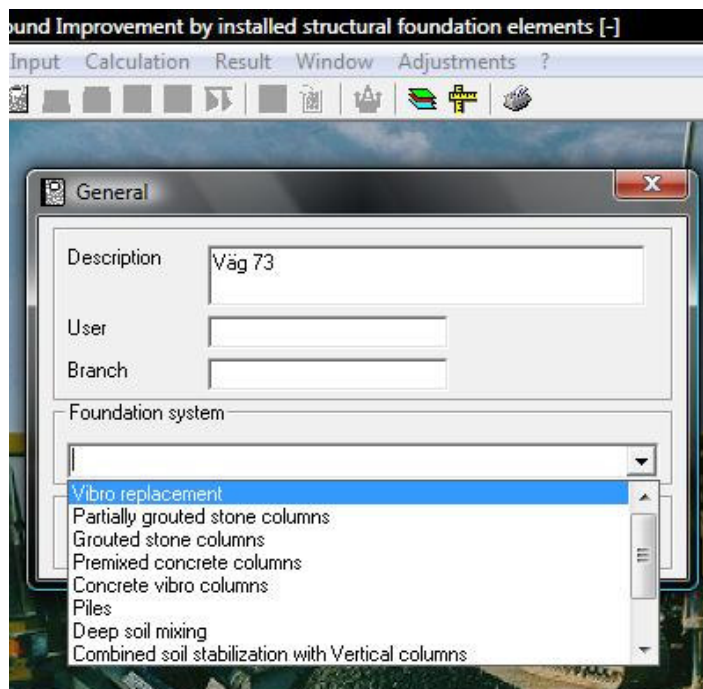 und Improvement by installed structural foundation elements [-]
Input Calculation Result Window Adjustments ?
General
Description Väg 73
User
Branch
Foundation system
Vibro replacement
Partially grouted stone columns
Grouted stone columns
Premixed concrete columns
Concrete vibro columns
Piles
Deep soil mixing
Combined soil stabilization with Vertical columns